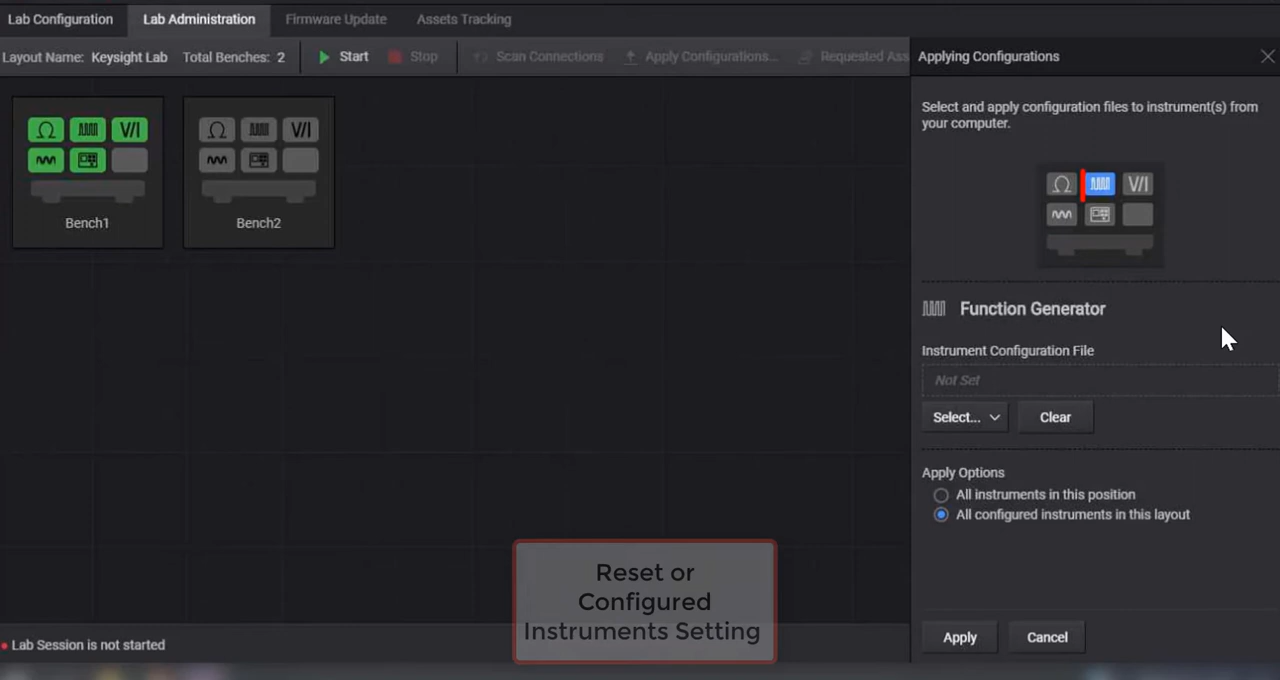 Lab Configuration Lab Administration Firmware Update Assets Tracking
Layout Name: Keysight Lab Total Benches: 2 Start Stop Scan Connections Apply Configurations... Requested Ass
Applying Configurations
Select and apply configuration files to instrument(s) from
your computer.
Ω V/I
Bench1
Ω V/I
Bench2
Ω V/I
Function Generator
Instrument Configuration File
Not Set
Select... Clear
Apply Options
All instruments in this position
All configured instruments in this layout
Reset or
Configured
Instruments Setting
Lab Session is not started
Apply Cancel